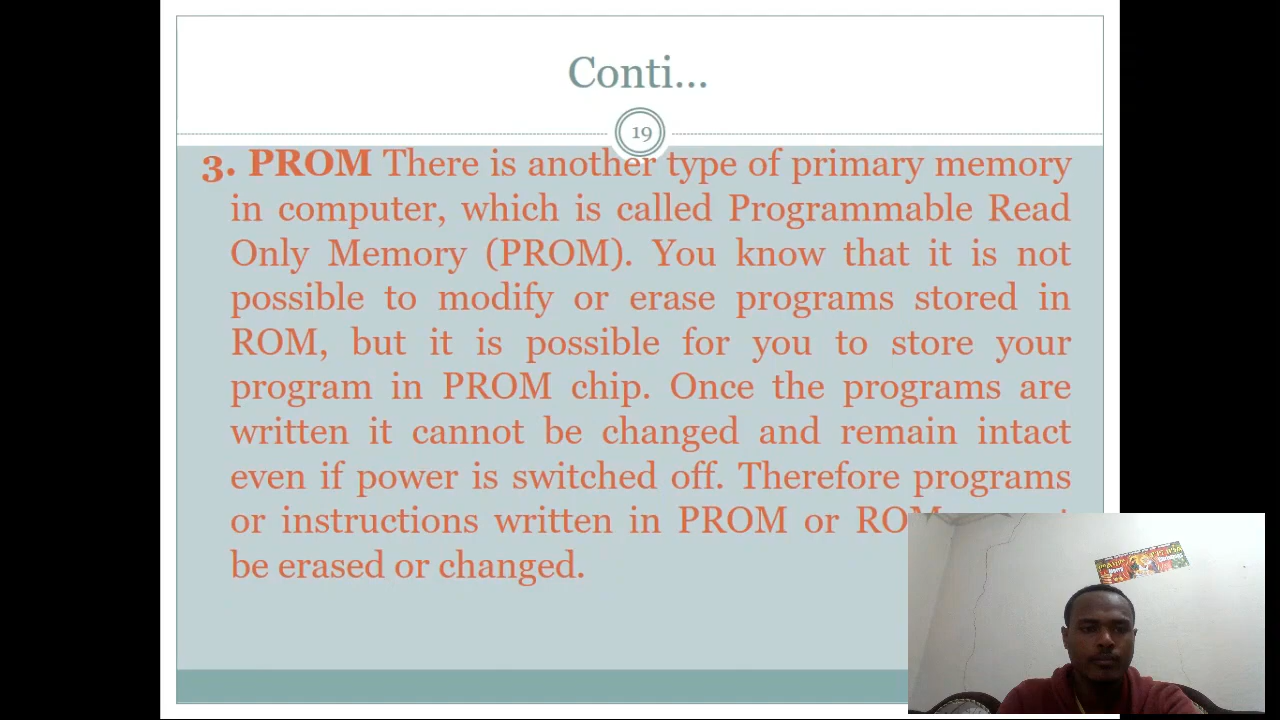 Conti…
19
3. PROM There is another type of primary memory
in computer, which is called Programmable Read
Only Memory (PROM). You know that it is not
possible to modify or erase programs stored in
ROM, but it is possible for you to store your
program in PROM chip. Once the programs are
written it cannot be changed and remain intact
even if power is switched off. Therefore programs
or instructions written in PROM or ROM
be erased or changed.